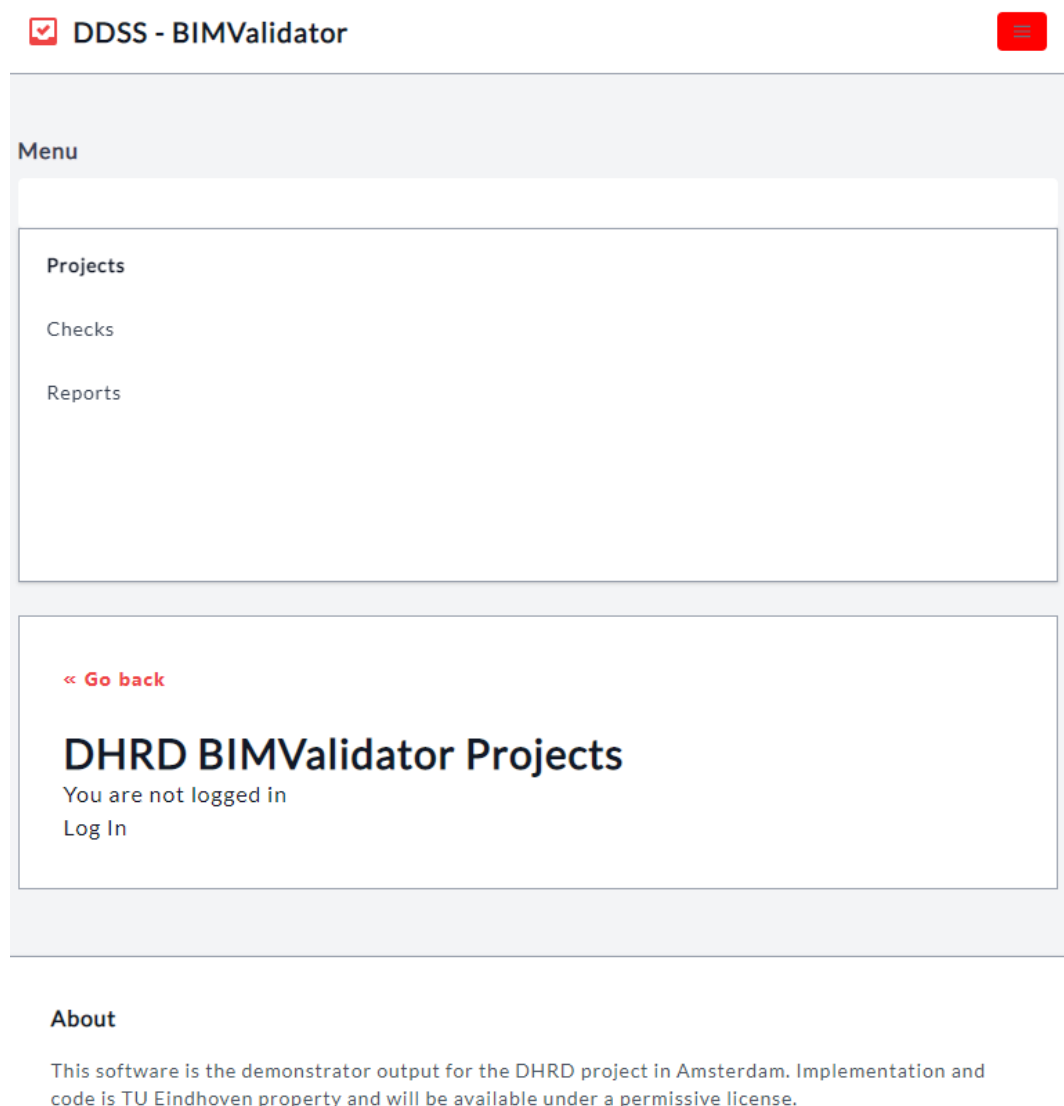 DDSS - BIMValidator
Menu
Projects
Checks
Reports
« Go back
DHRD BIMValidator Projects
You are not logged in
Log In
About
This software is the demonstrator output for the DHRD project in Amsterdam. Implementation and
code is TU Eindhoven property and will be available under a permissive license.